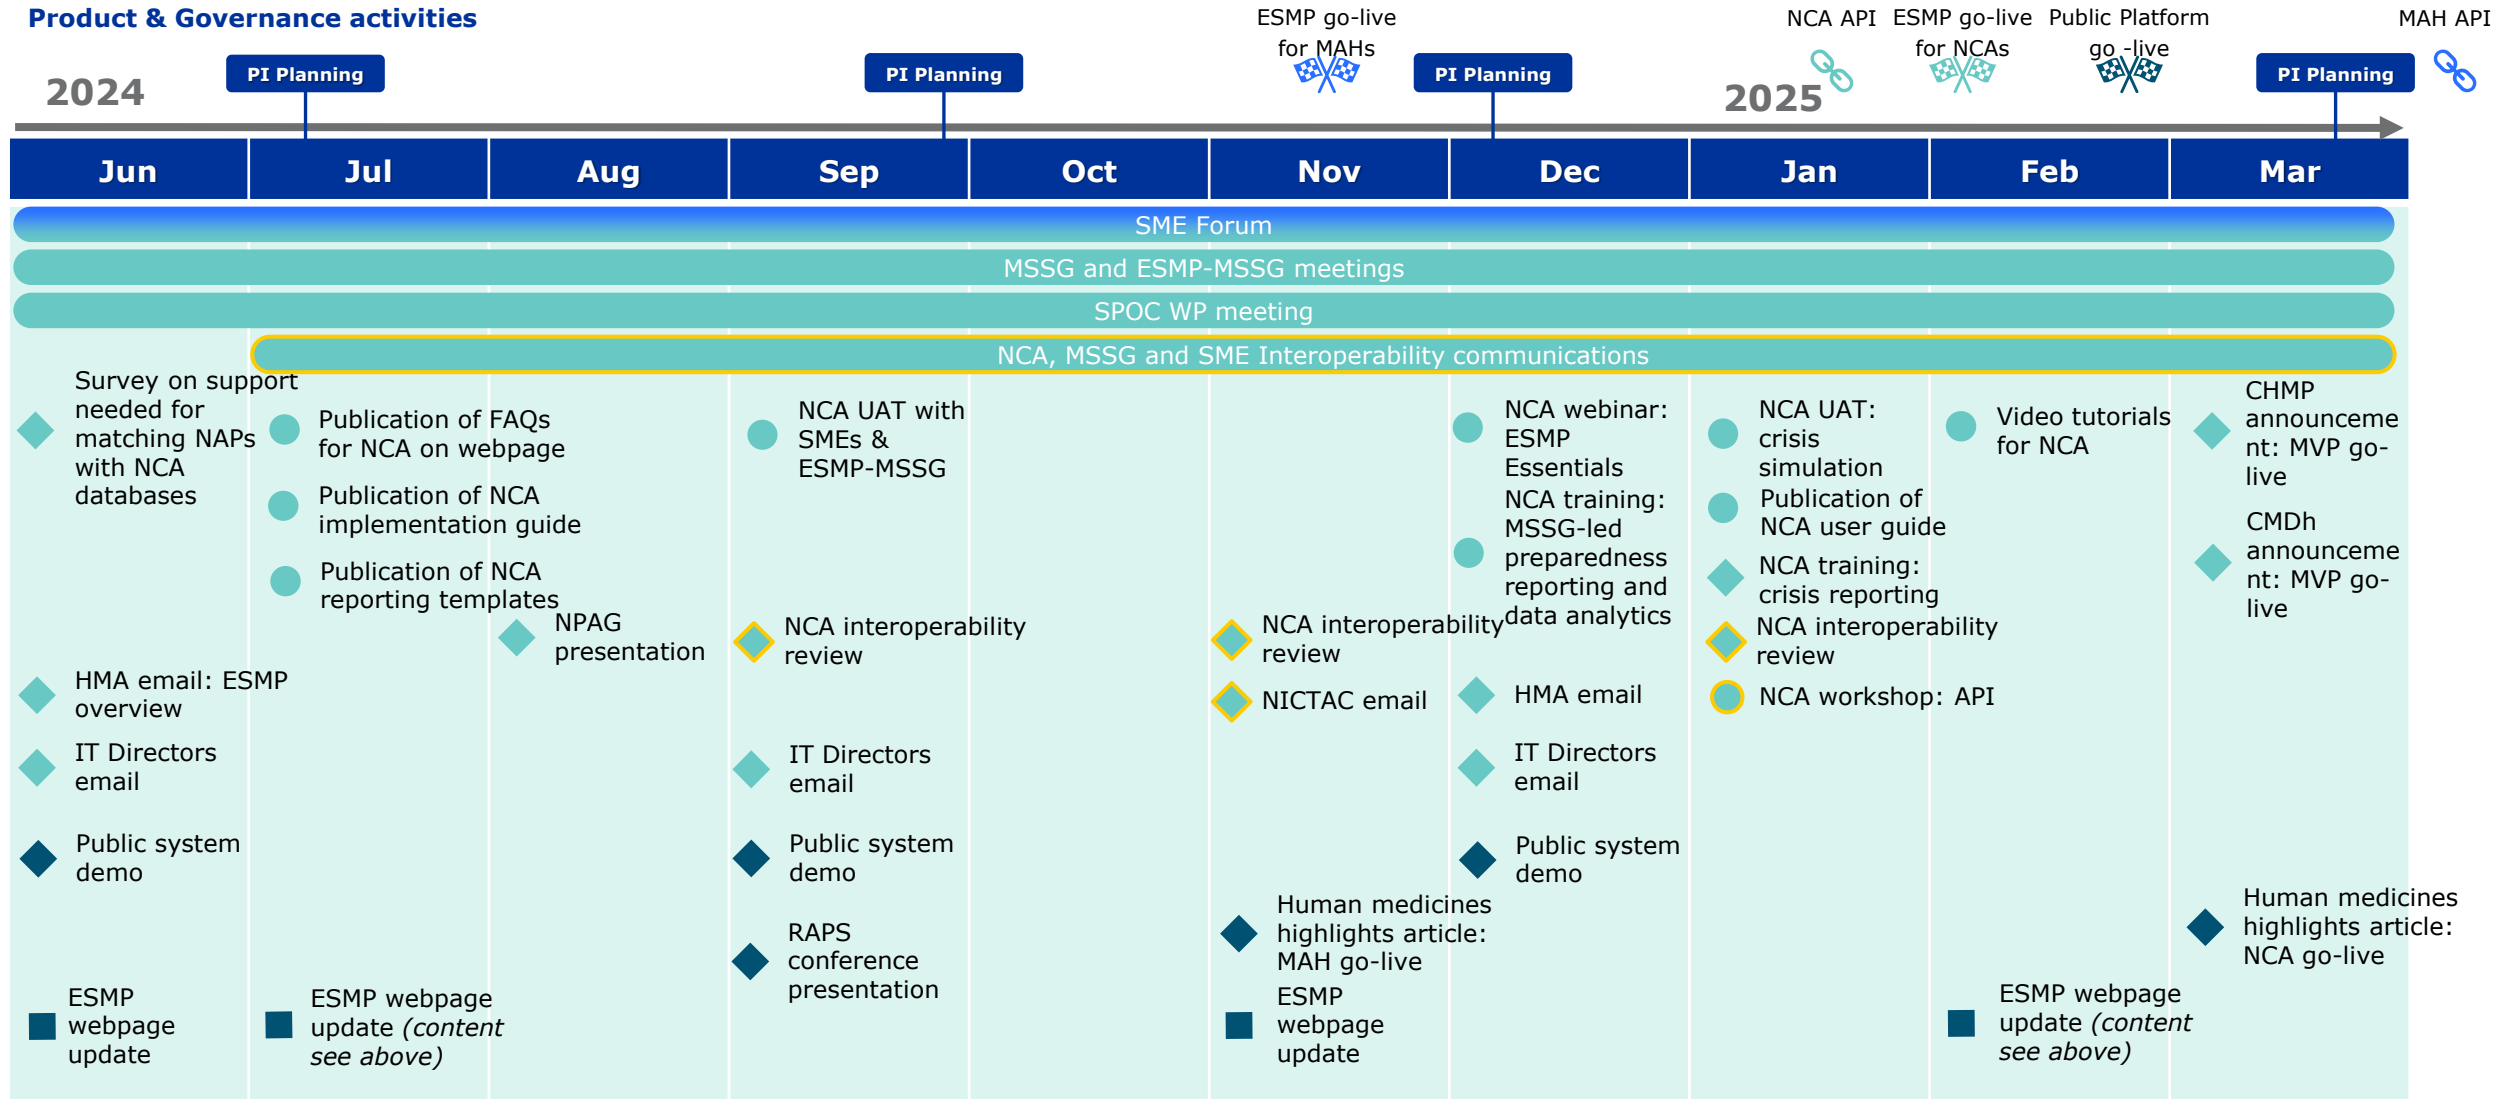 Product & Governance activities
ESMP go-live
for MAHs
NCA API
ESMP go-live
for NCAs
Public Platform
go -live
MAH API
2024
PI Planning
PI Planning
PI Planning
2025
PI Planning
Jun
Jul
Aug
Sep
Oct
Nov
Dec
Jan
Feb
Mar
SME Forum
MSSG and ESMP-MSSG meetings
SPOC WP meeting
NCA, MSSG and SME Interoperability communications
Survey on support
needed for
matching NAPs
with NCA
databases
HMA email: ESMP
overview
IT Directors
email
Public system
demo
ESMP
webpage
update
Publication of FAQs
for NCA on webpage
Publication of NCA
implementation guide
Publication of NCA
reporting templates
ESMP webpage
update (content
see above)
NPAG
presentation
NCA UAT with
SMEs &
ESMP-MSSG
NCA interoperability
review
IT Directors
email
Public system
demo
RAPS
conference
presentation
NCA interoperability
review
NICTAC email
Human medicines
highlights article:
MAH go-live
ESMP
webpage
update
NCA webinar:
ESMP
Essentials
NCA training:
MSSG-led
preparedness
reporting and
data analytics
HMA email
IT Directors
email
Public system
demo
NCA UAT:
crisis
simulation
Publication of
NCA user guide
NCA training:
crisis reporting
NCA interoperability
review
NCA workshop: API
Video tutorials
for NCA
ESMP webpage
update (content
see above)
CHMP
announceme
nt: MVP go-
live
CMDh
announceme
nt: MVP go-
live
Human medicines
highlights article:
NCA go-live